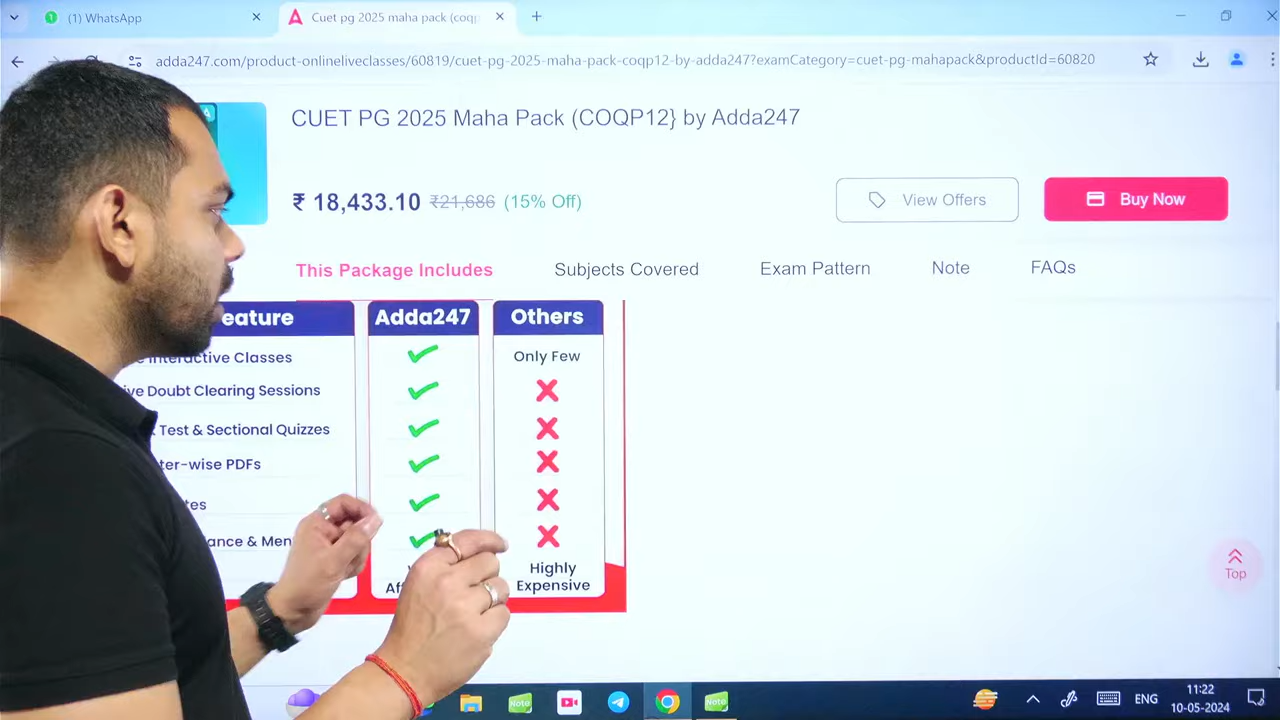 (1) WhatsApp
Cuet pg 2025 maha pack (coqp
adda247.com/product-onlineliveclasses/60819/cuet-pg-2025-maha-pack-coqp12-by-adda247?examCategory=cuet-pg-mahapack&productId=60820
CUET PG 2025 Maha Pack (COQP12} by Adda247
₹ 18,433.10 ₹21,686 (15% Off)
View Offers
Buy Now
This Package Includes
Subjects Covered
Exam Pattern
Note
FAQs
eature
Adda247
Others
Interactive Classes
Only Few
ive Doubt Clearing Sessions
Test & Sectional Quizzes
ter-wise PDFs
tes
ance & Men
Highly
Expensive
Af
Top
Note
Note
ENG
11:22
10-05-2024